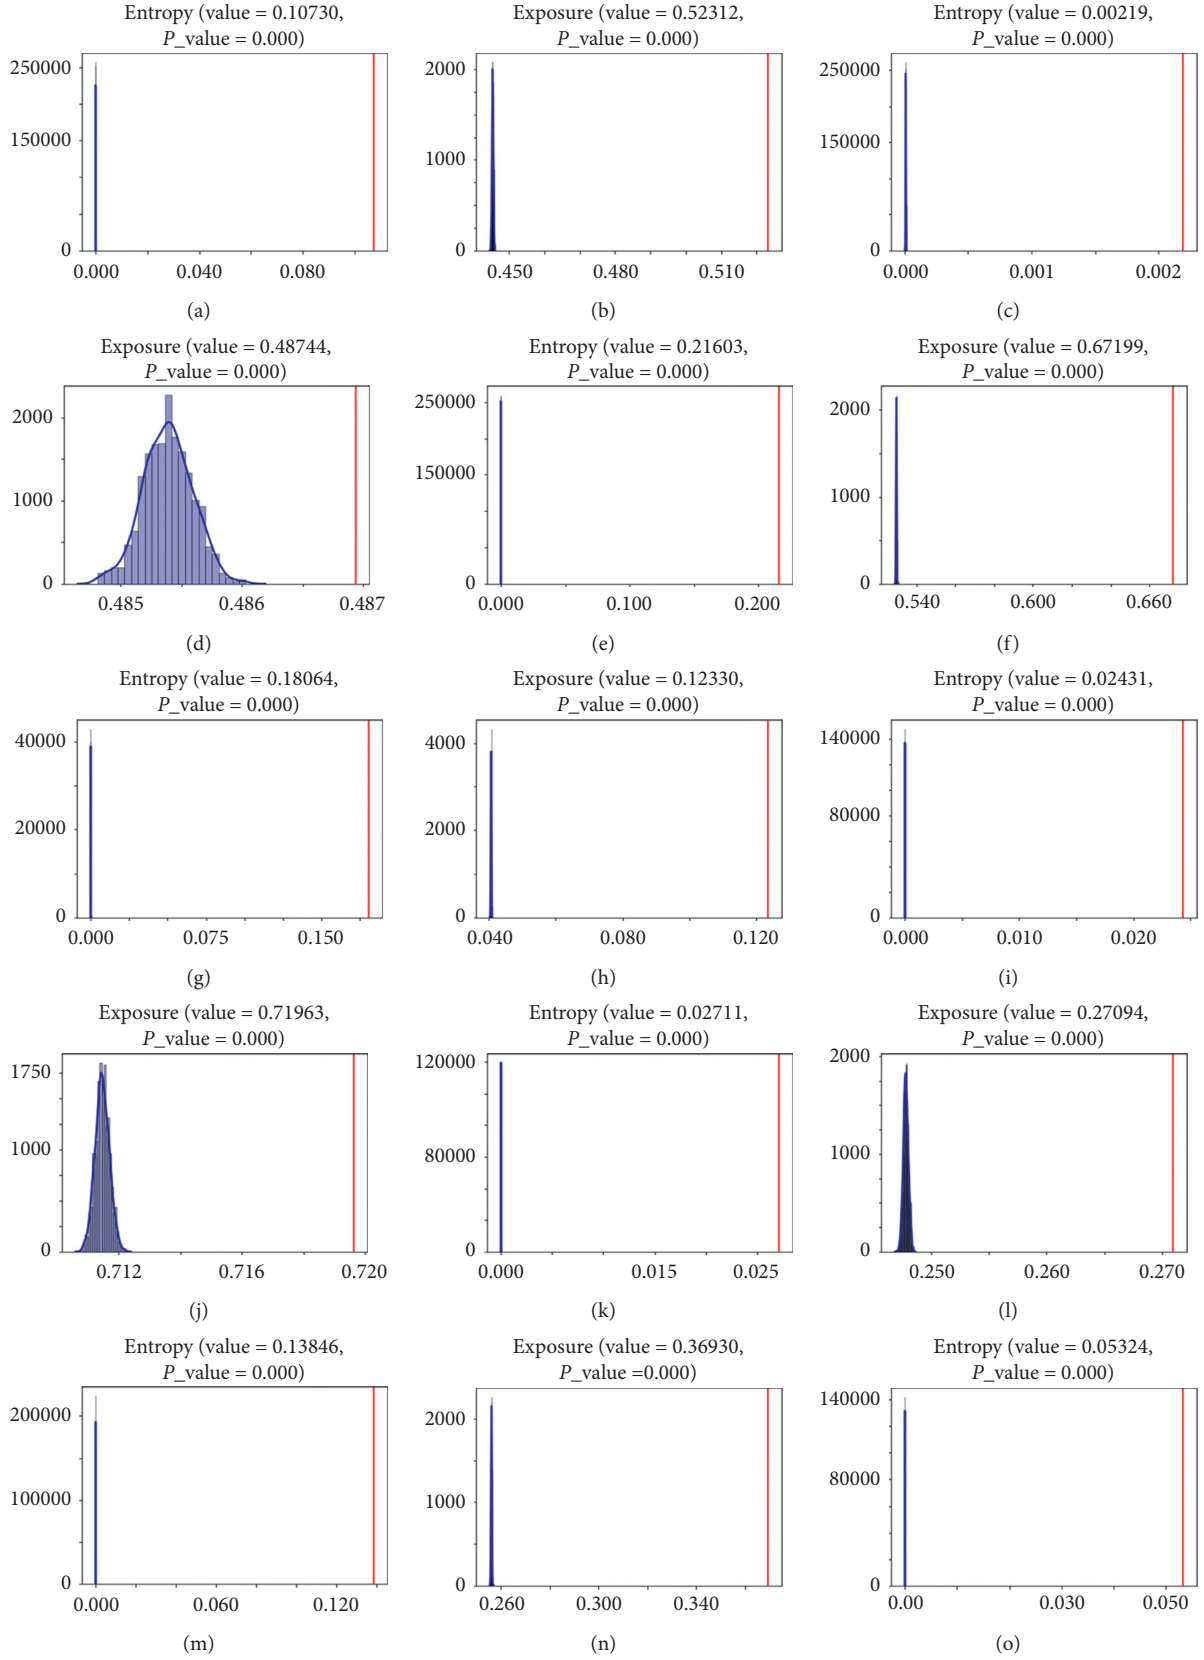 Entropy (value = 0.10730,
P_value = 0.000)
250000
150000
0
0.000 0.040 0.080
(a)
Exposure (value = 0.52312,
P_value = 0.000)
2000
1000
0
0.450 0.480 0.510
(b)
Entropy (value = 0.00219,
P_value = 0.000)
250000
150000
0
0.000 0.001 0.002
(c)
Exposure (value = 0.48744,
P_value = 0.000)
2000
1000
0
0.485 0.486 0.487
(d)
Entropy (value = 0.21603,
P_value = 0.000)
250000
150000
0
0.000 0.100 0.200
(e)
Exposure (value = 0.67199,
P_value = 0.000)
2000
1000
0
0.540 0.600 0.660
(f)
Entropy (value = 0.18064,
P_value = 0.000)
40000
20000
0
0.000 0.075 0.150
(g)
Exposure (value = 0.12330,
P_value = 0.000)
4000
2000
0
0.040 0.080 0.120
(h)
Entropy (value = 0.02431,
P_value = 0.000)
140000
80000
0
0.000 0.010 0.020
(i)
Exposure (value = 0.71963,
P_value = 0.000)
1750
1000
0
0.712 0.716 0.720
(j)
Entropy (value = 0.02711,
P_value = 0.000)
120000
80000
0
0.000 0.015 0.025
(k)
Exposure (value = 0.27094,
P_value = 0.000)
2000
1000
0
0.250 0.260 0.270
(l)
Entropy (value = 0.13846,
P_value = 0.000)
200000
100000
0
0.000 0.060 0.120
(m)
Exposure (value = 0.36930,
P_value =0.000)
2000
1000
0
0.260 0.300 0.340
(n)
Entropy (value = 0.05324,
P_value = 0.000)
140000
80000
0
0.00 0.030 0.050
(o)